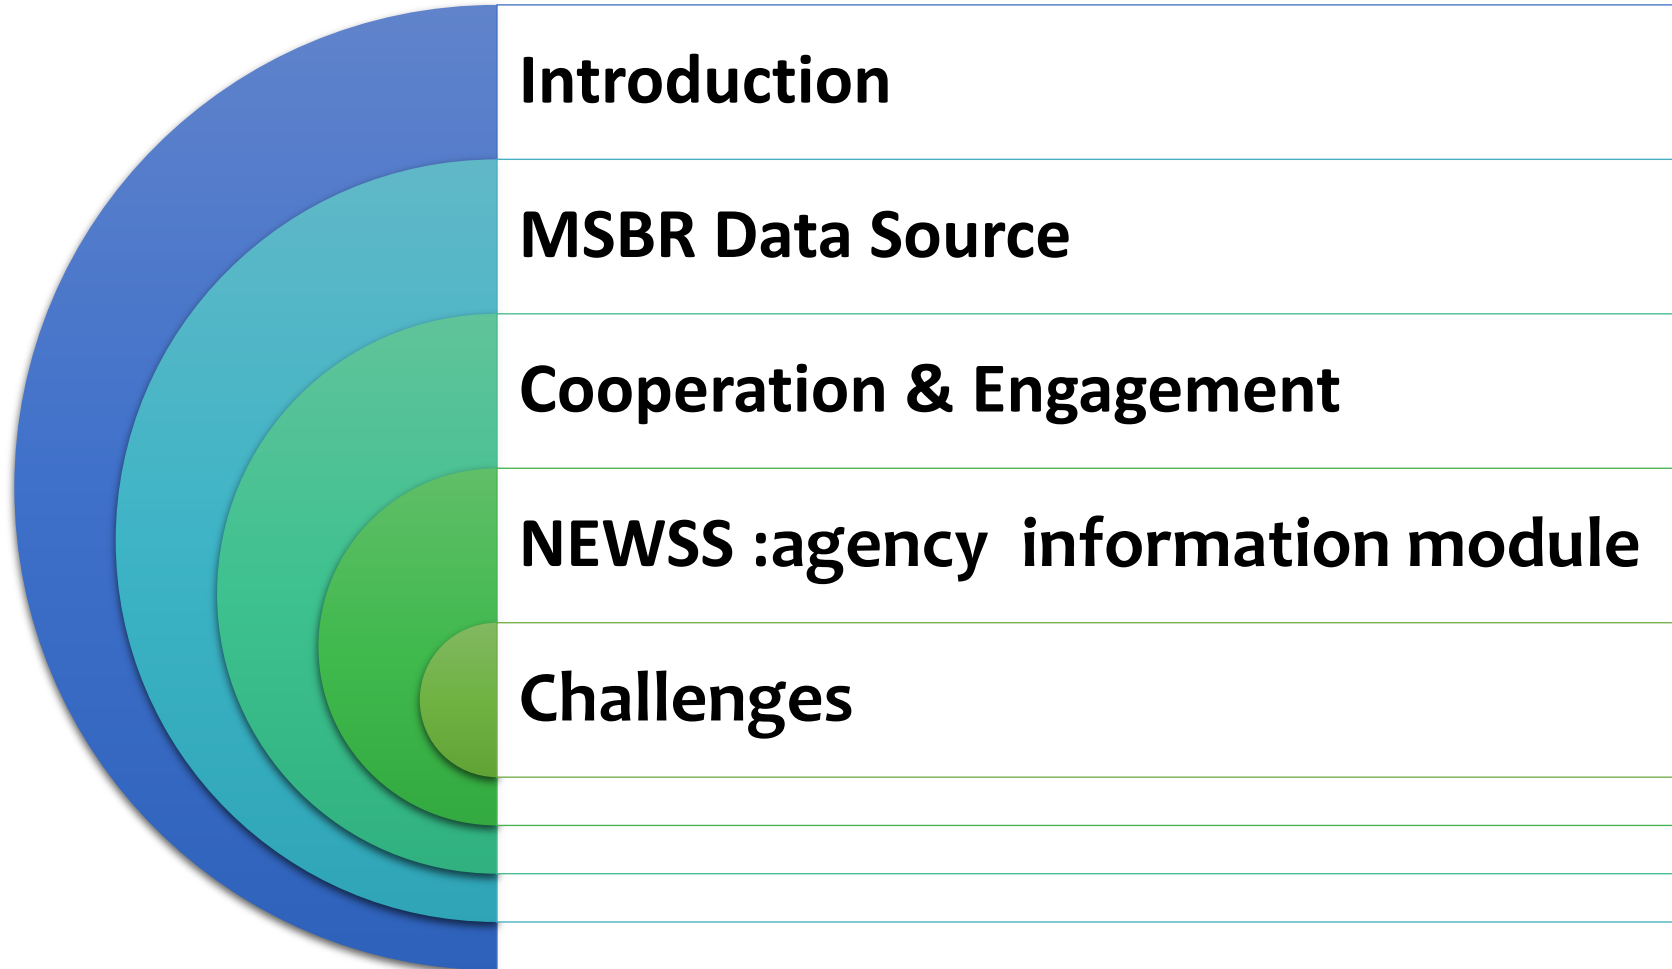 Introduction
MSBR Data Source
Cooperation & Engagement
NEWSS :agency  information module
Challenges